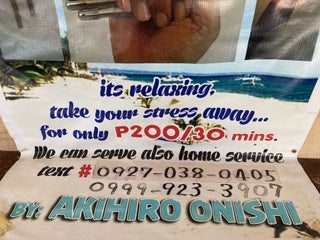 its relaxing,
take your stress away...
for only P200/30 mins.
We can serve also home service
text # 0927-038-0405
0999-923-3907
BY: AKIHIRO ONISHI